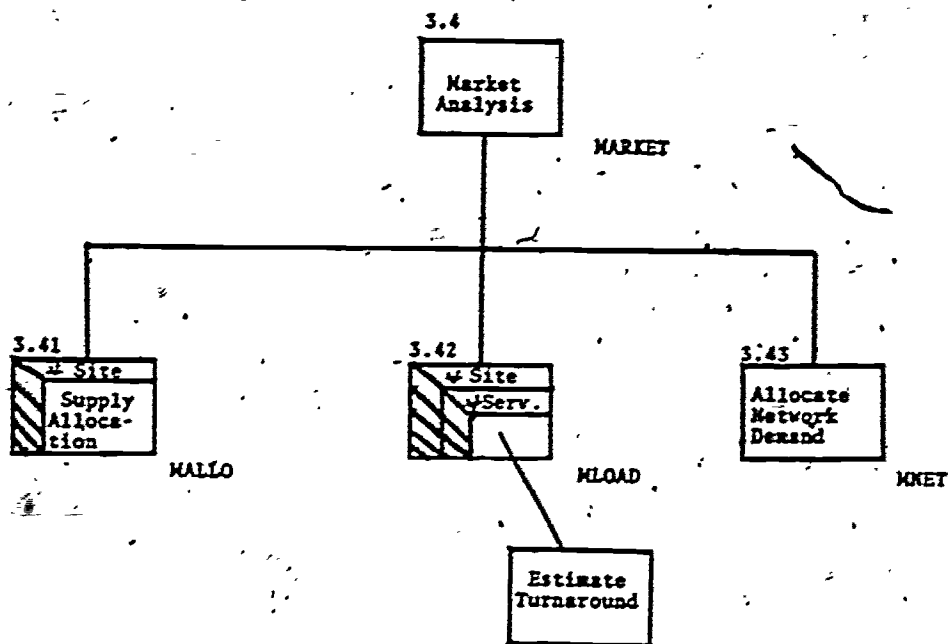 3.4
Market
Analysis
MARKET
3.41
Site
Supply
Alloca-
tion
MALLO
3.42
Site
Serv.
MLOAD
3.43
Allocate
Network
Demand
MNET
Estimate
Turnaround